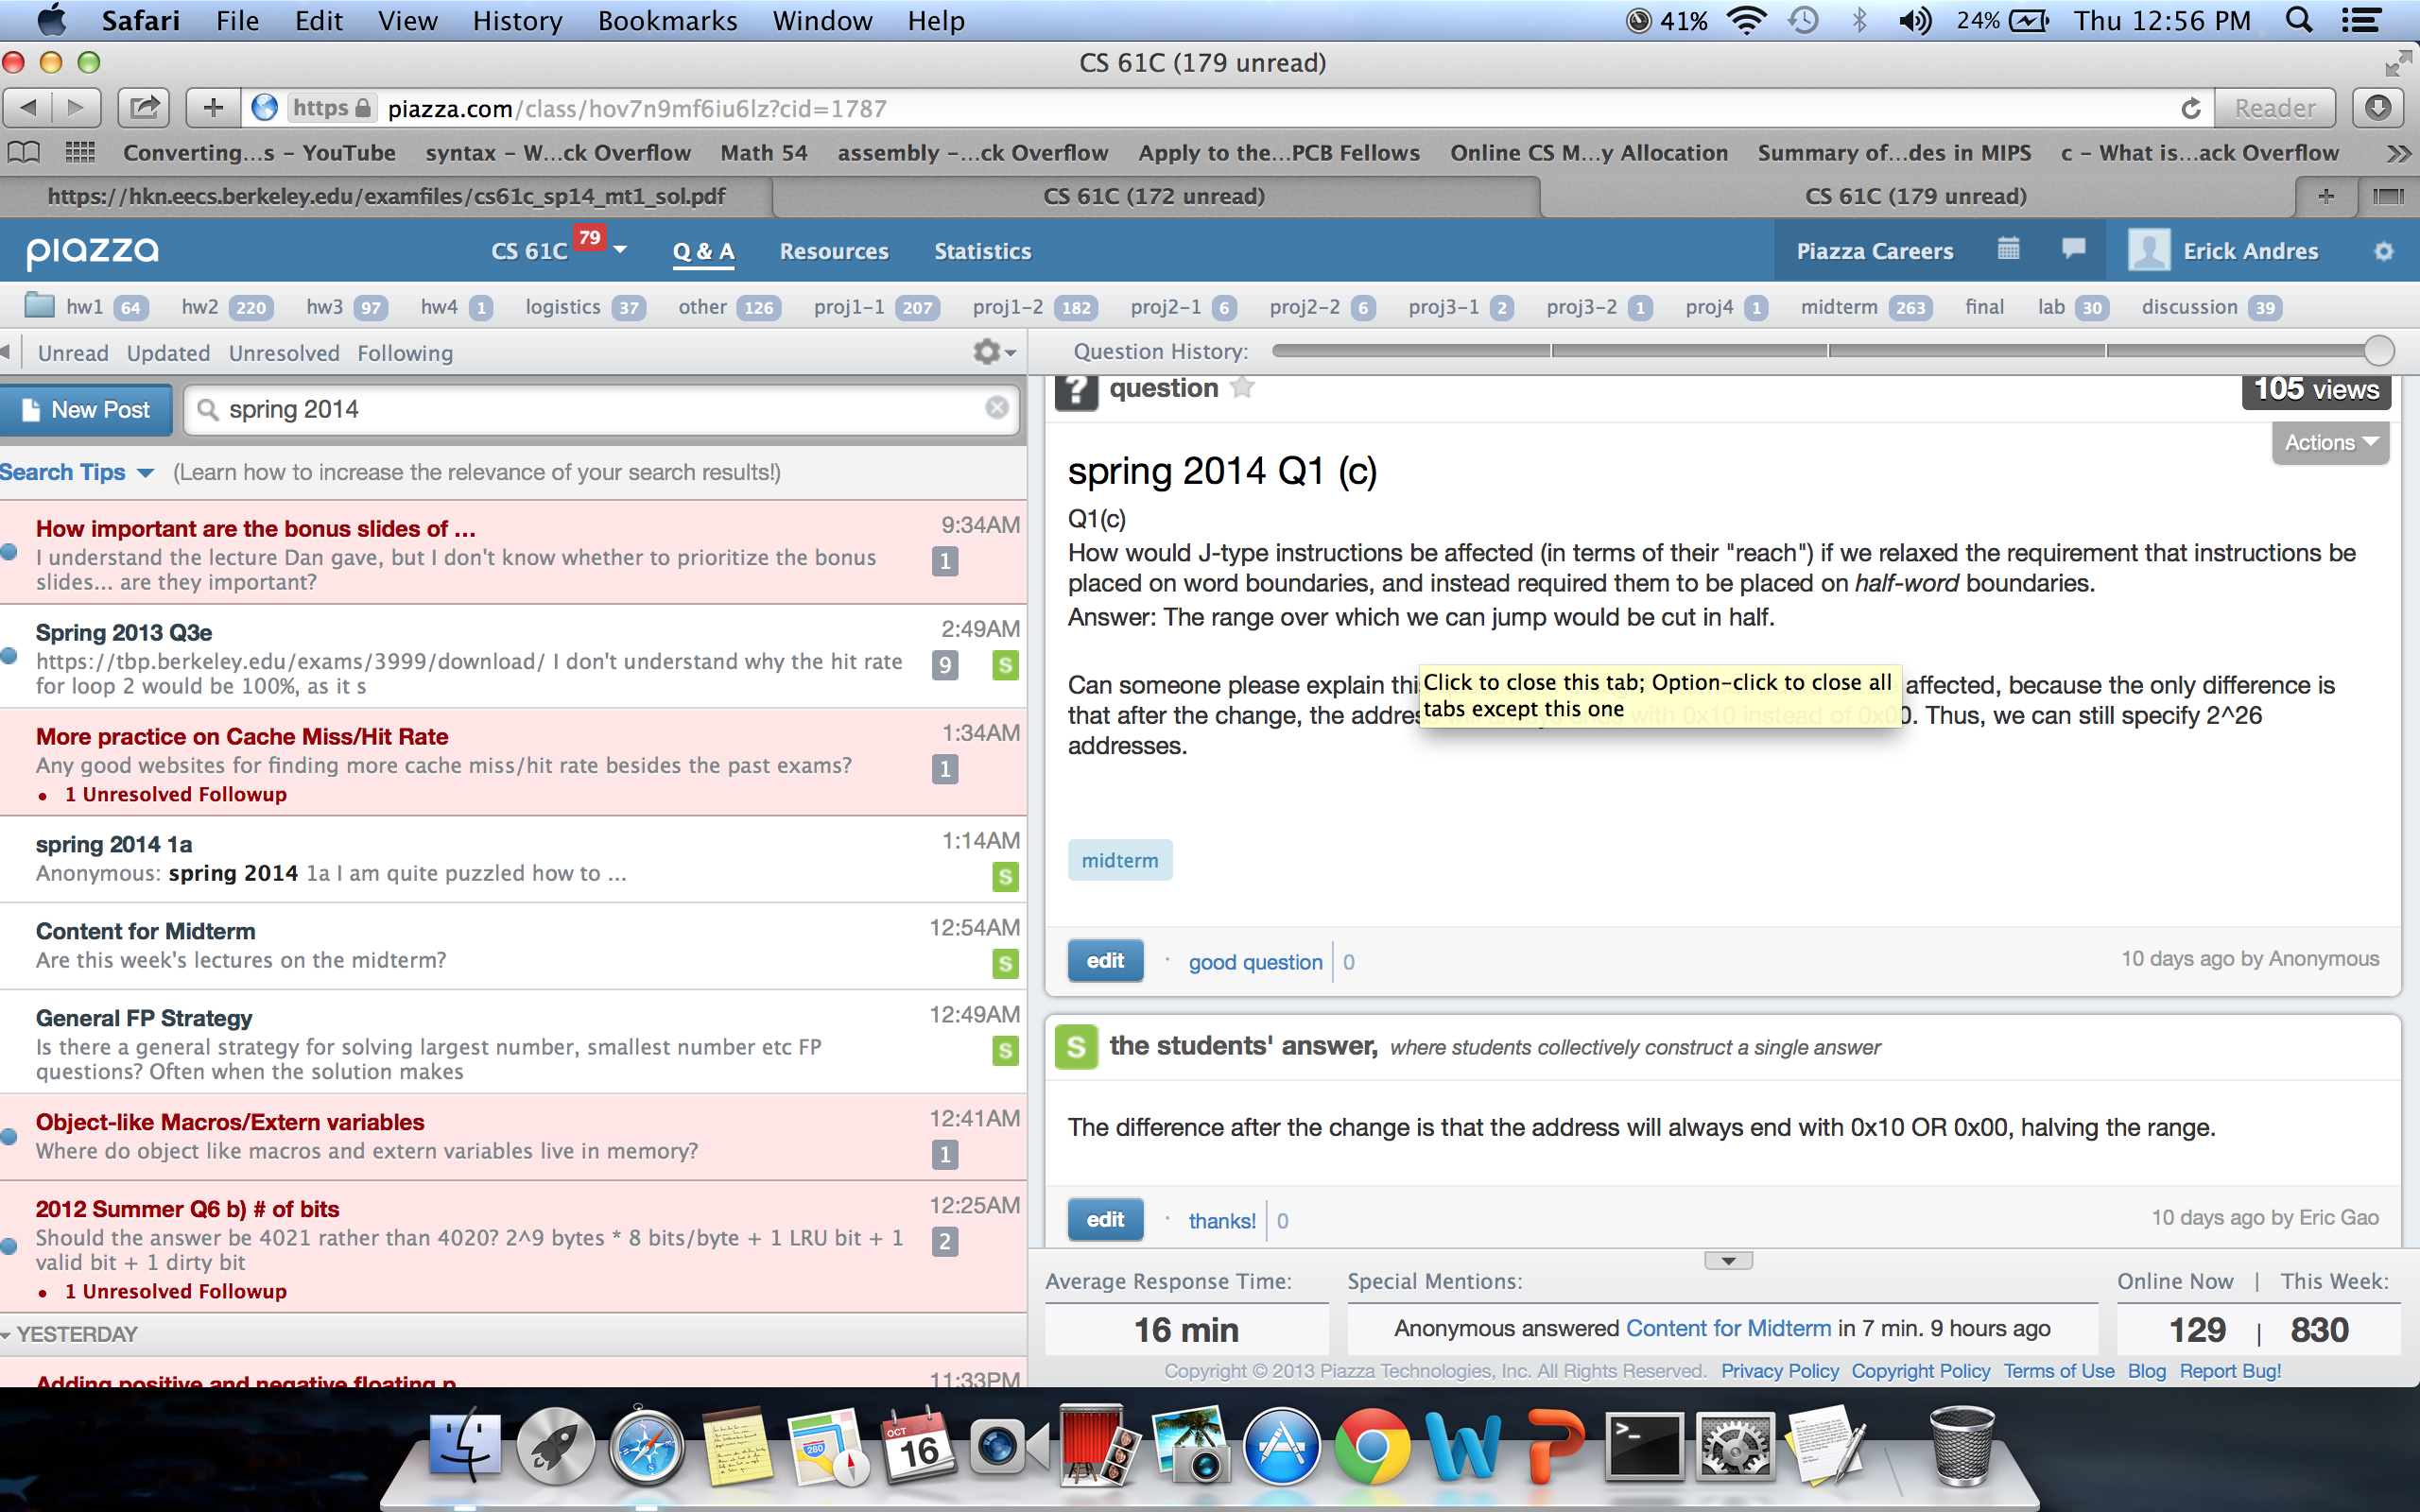 Safari File Edit View History Bookmarks Window Help 41% 24% Thu 12:56 PM
CS 61C (179 unread)
https piazza.com/class/hov7n9mf6iu6lz?cid=1787 Reader
Converting...s – YouTube syntax – W...ck Overflow Math 54 assembly –...ck Overflow Apply to the...PCB Fellows Online CS M...y Allocation Summary of...des in MIPS c – What is...ack Overflow
https://hkn.eecs.berkeley.edu/examfiles/cs61c_sp14_mt1_sol.pdf CS 61C (172 unread) CS 61C (179 unread)
piazza CS 61C 79 Q & A Resources Statistics Piazza Careers Erick Andres
hw1 64 hw2 220 hw3 97 hw4 1 logistics 37 other 126 proj1-1 207 proj1-2 182 proj2-1 6 proj2-2 6 proj3-1 2 proj3-2 1 proj4 1 midterm 263 final lab 30 discussion 39
Unread Updated Unresolved Following
New Post spring 2014
Search Tips (Learn how to increase the relevance of your search results!)
How important are the bonus slides of ... 9:34AM
I understand the lecture Dan gave, but I don't know whether to prioritize the bonus 1
slides... are they important?
Spring 2013 Q3e 2:49AM
https://tbp.berkeley.edu/exams/3999/download/ I don't understand why the hit rate 9 S
for loop 2 would be 100%, as it s
More practice on Cache Miss/Hit Rate 1:34AM
Any good websites for finding more cache miss/hit rate besides the past exams? 1
• 1 Unresolved Followup
spring 2014 1a 1:14AM
Anonymous: spring 2014 1a I am quite puzzled how to ... S
Content for Midterm 12:54AM
Are this week's lectures on the midterm? S
General FP Strategy 12:49AM
Is there a general strategy for solving largest number, smallest number etc FP S
questions? Often when the solution makes
Object-like Macros/Extern variables 12:41AM
Where do object like macros and extern variables live in memory? 1
2012 Summer Q6 b) # of bits 12:25AM
Should the answer be 4021 rather than 4020? 2^9 bytes * 8 bits/byte + 1 LRU bit + 1 2
valid bit + 1 dirty bit
• 1 Unresolved Followup
YESTERDAY
Adding positive and negative floating p 11:33PM
Question History:
question 105 views
Actions
spring 2014 Q1 (c)
Q1(c)
How would J-type instructions be affected (in terms of their "reach") if we relaxed the requirement that instructions be
placed on word boundaries, and instead required them to be placed on half-word boundaries.
Answer: The range over which we can jump would be cut in half.
Can someone please explain affected, because the only difference is
that after the change, the with 0x10 instead of 0x00. Thus, we can still specify 2^26
addresses.
Click to close this tab; Option-click to close all
tabs except this one
midterm
edit · good question 0 10 days ago by Anonymous
S the students' answer, where students collectively construct a single answer
The difference after the change is that the address will always end with 0x10 OR 0x00, halving the range.
edit · thanks! 0 10 days ago by Eric Gao
Average Response Time: Special Mentions: Online Now | This Week:
16 min Anonymous answered Content for Midterm in 7 min. 9 hours ago 129 | 830
Copyright © 2013 Piazza Technologies, Inc. All Rights Reserved. Privacy Policy Copyright Policy Terms of Use Blog Report Bug!
280 OCT 16 W P >_